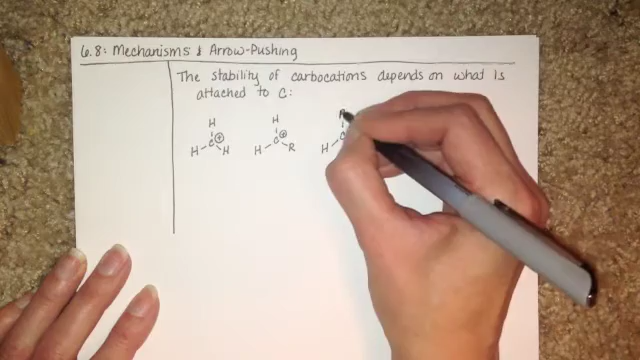 6.8: Mechanisms & Arrow-Pushing
The stability of carbocations depends on what is
attached to C:
H H R
C⊕ C⊕ C
H H H R H